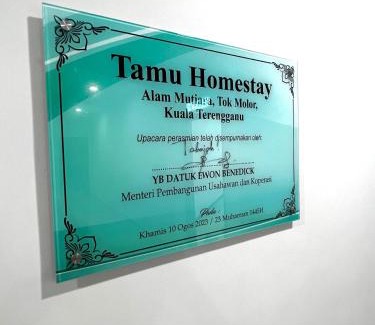 Tamu Homestay
Alam Mutiara, Tok Molor,
Kuala Terengganu
Upacara perasmian telah disempurnakan oleh:
YB DATUK EWON BENEDICK
Menteri Pembangunan Usahawan dan Koperasi
Pada :
Khamis 10 Ogos 2023 / 23 Muharram 1445H